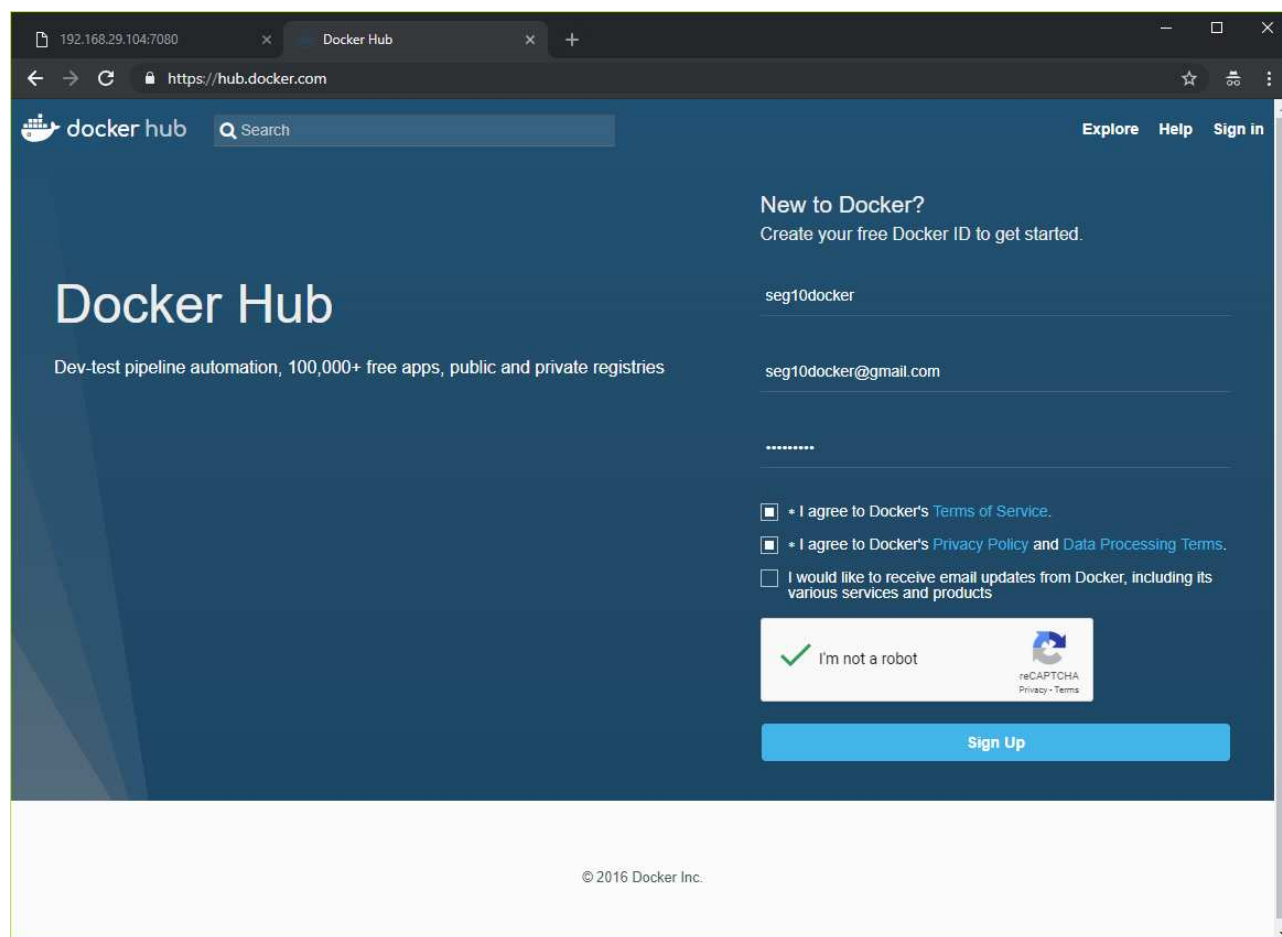 192.168.29.104:7080
Docker Hub
https://hub.docker.com
docker hub
Search
Explore Help Sign in
New to Docker?
Create your free Docker ID to get started.
seg10docker
Docker Hub
Dev-test pipeline automation, 100,000+ free apps, public and private registries
seg10docker@gmail.com
•••••••••
* I agree to Docker's Terms of Service.
* I agree to Docker's Privacy Policy and Data Processing Terms.
I would like to receive email updates from Docker, including its
various services and products
I'm not a robot
reCAPTCHA
Privacy - Terms
Sign Up
© 2016 Docker Inc.